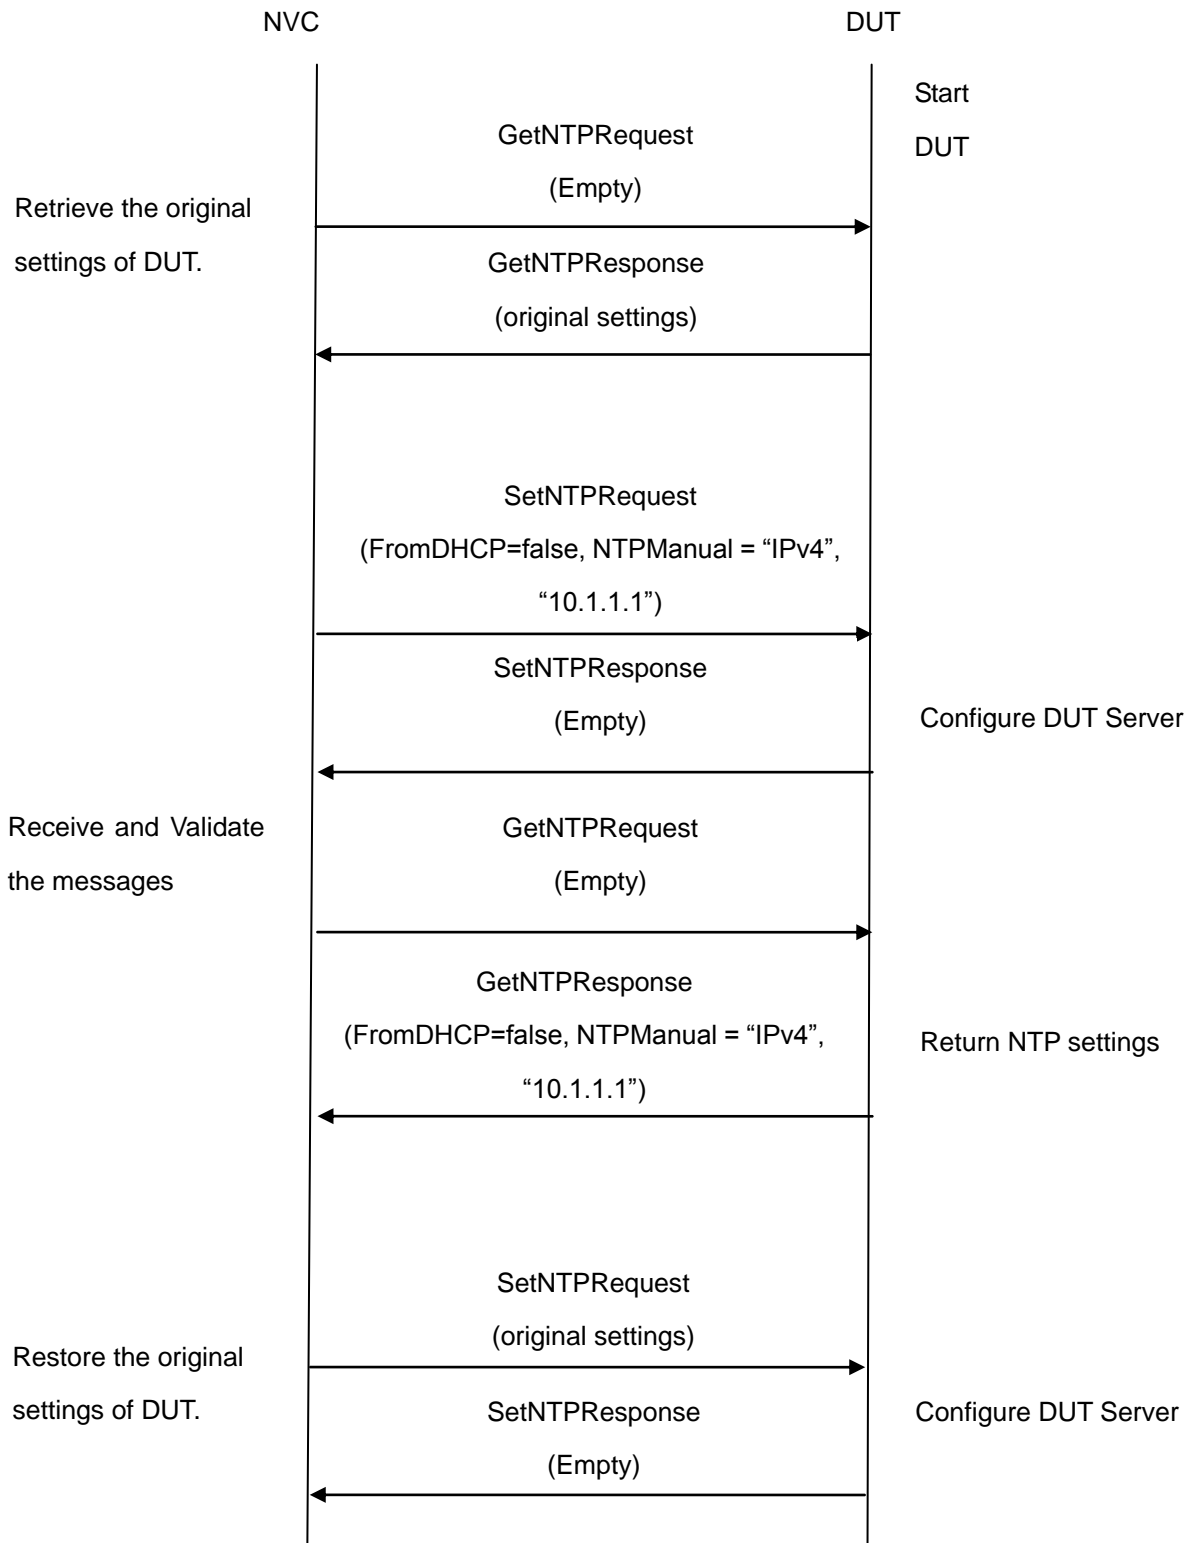 NVC
DUT
Start
DUT
GetNTPRequest
(Empty)
Retrieve the original
settings of DUT.
GetNTPResponse
(original settings)
SetNTPRequest
(FromDHCP=false, NTPManual = “IPv4”,
“10.1.1.1”)
SetNTPResponse
(Empty)
Configure DUT Server
Receive and Validate
the messages
GetNTPRequest
(Empty)
GetNTPResponse
(FromDHCP=false, NTPManual = “IPv4”,
“10.1.1.1”)
Return NTP settings
SetNTPRequest
(original settings)
Restore the original
settings of DUT.
SetNTPResponse
(Empty)
Configure DUT Server